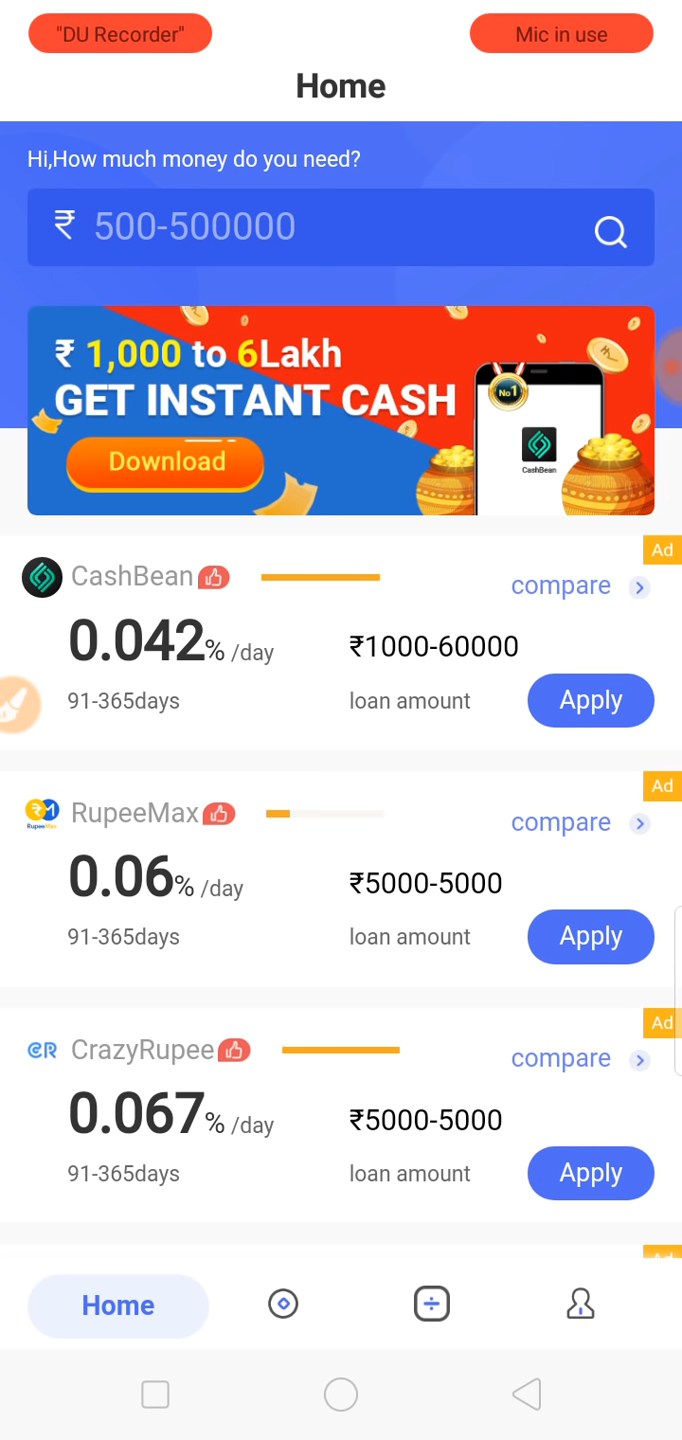 "DU Recorder"
Mic in use
Home
Hi,How much money do you need?
₹ 500-500000
₹ 1,000 to 6Lakh
GET INSTANT CASH
Download
No1
CashBean
Ad
CashBean
compare
0.042% /day
₹1000-60000
91-365days
loan amount
Apply
Ad
RupeeMax
RupeeMax
compare
0.06% /day
₹5000-5000
91-365days
loan amount
Apply
Ad
CR
CrazyRupee
compare
0.067% /day
₹5000-5000
91-365days
loan amount
Apply
Ad
Home